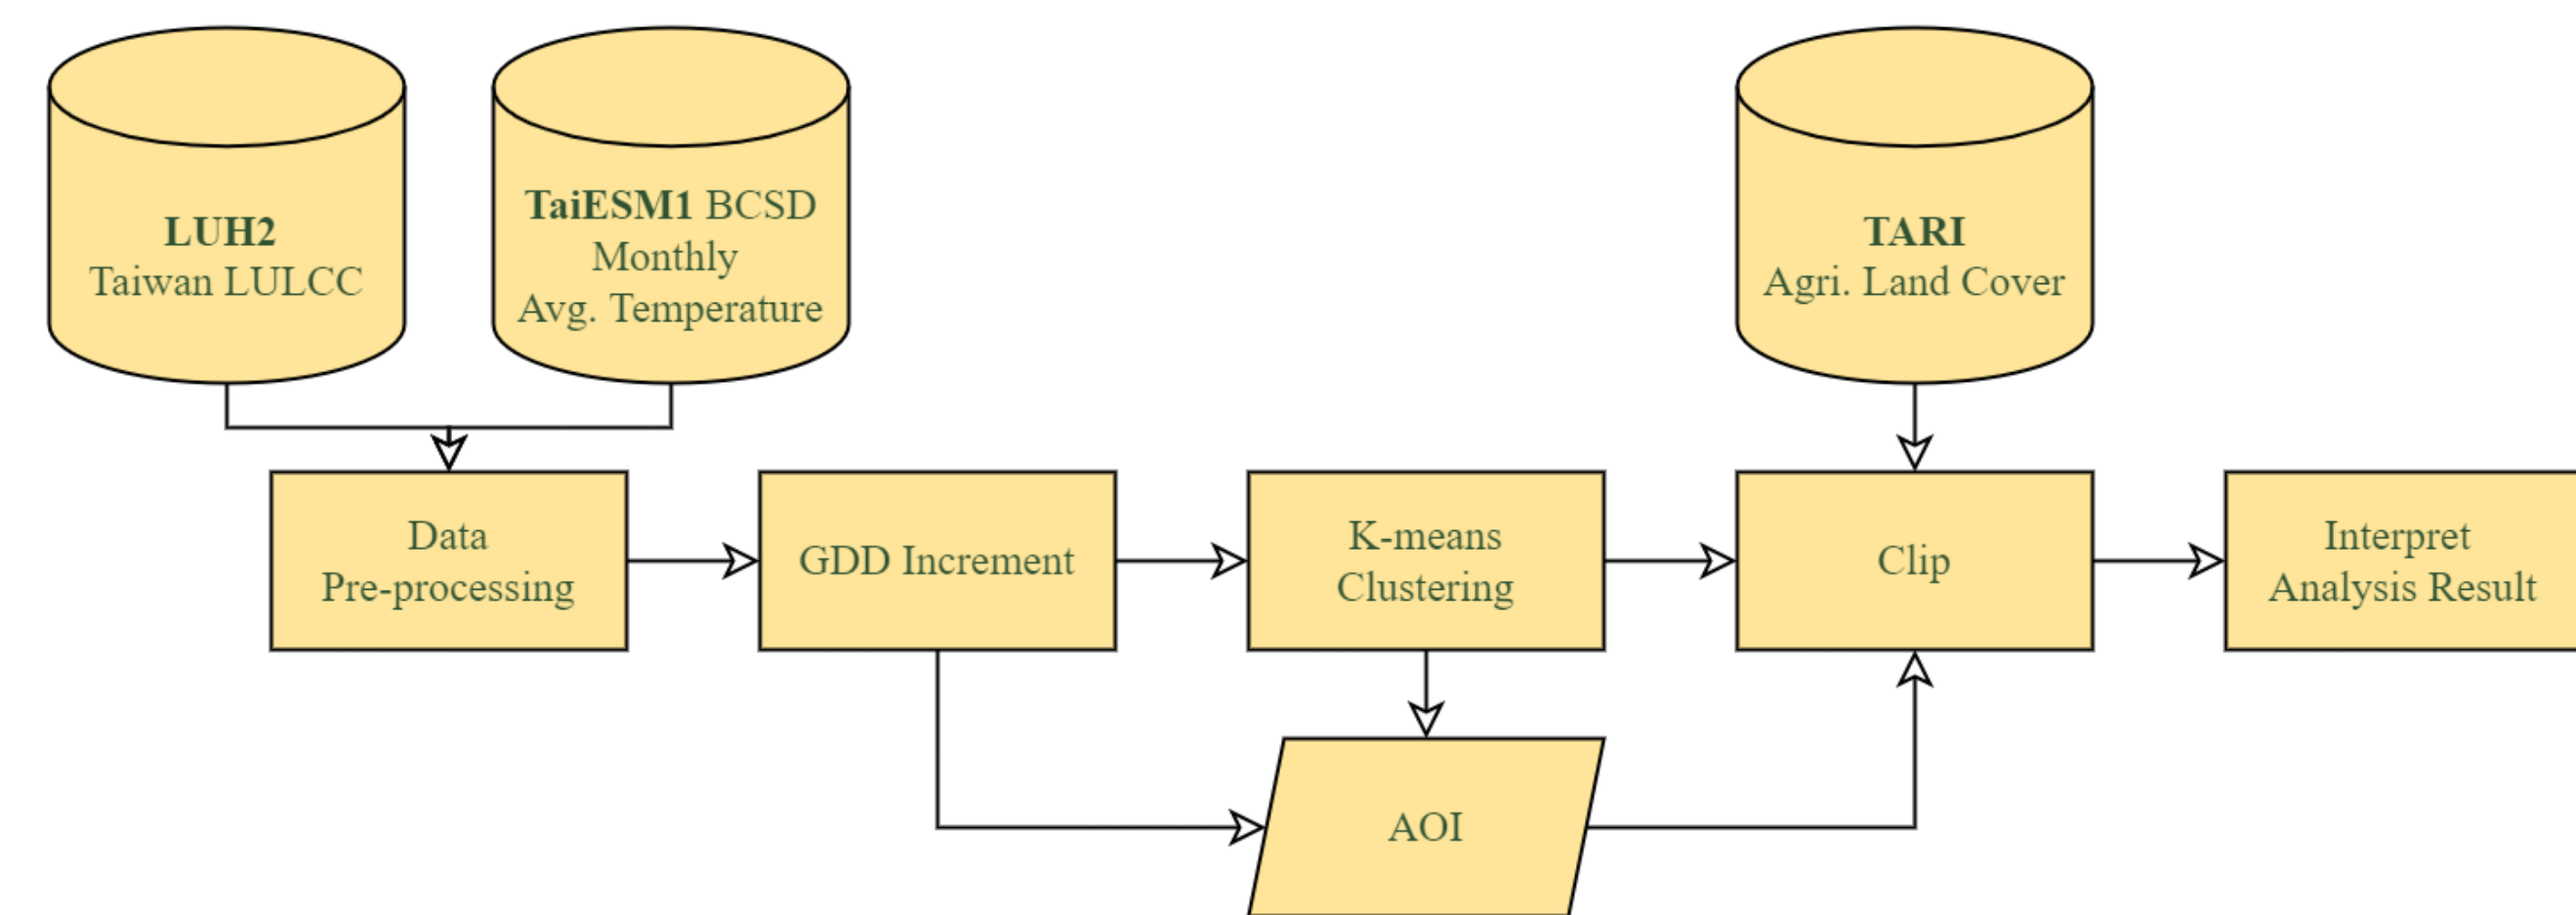 LUH2
Taiwan LULCC
TaiESM1 BCSD
Monthly
Avg. Temperature
TARI
Agri. Land Cover
Data
Pre-processing
GDD Increment
K-means
Clustering
Clip
Interpret
Analysis Result
AOI